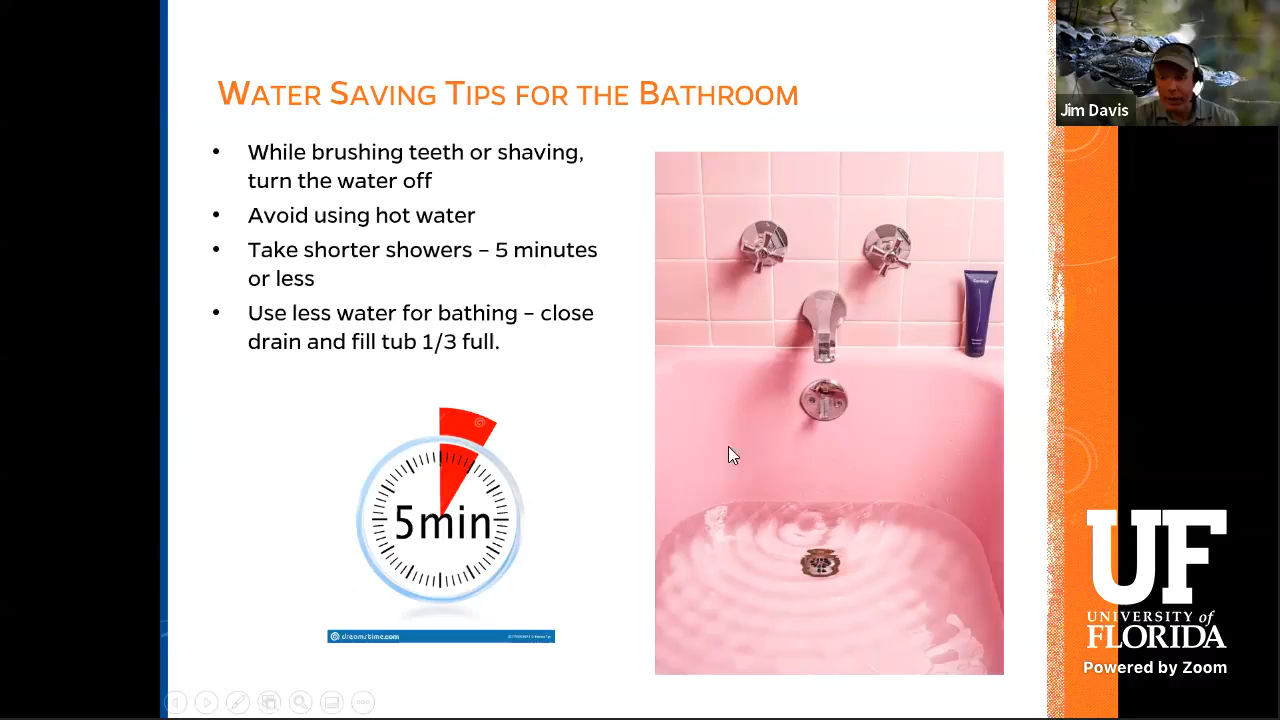 WATER SAVING TIPS FOR THE BATHROOM
Jim Davis
• While brushing teeth or shaving,
turn the water off
• Avoid using hot water
• Take shorter showers – 5 minutes
or less
• Use less water for bathing – close
drain and fill tub 1/3 full.
5min
dreamstime.com
UF
UNIVERSITY of
FLORIDA
Powered by Zoom